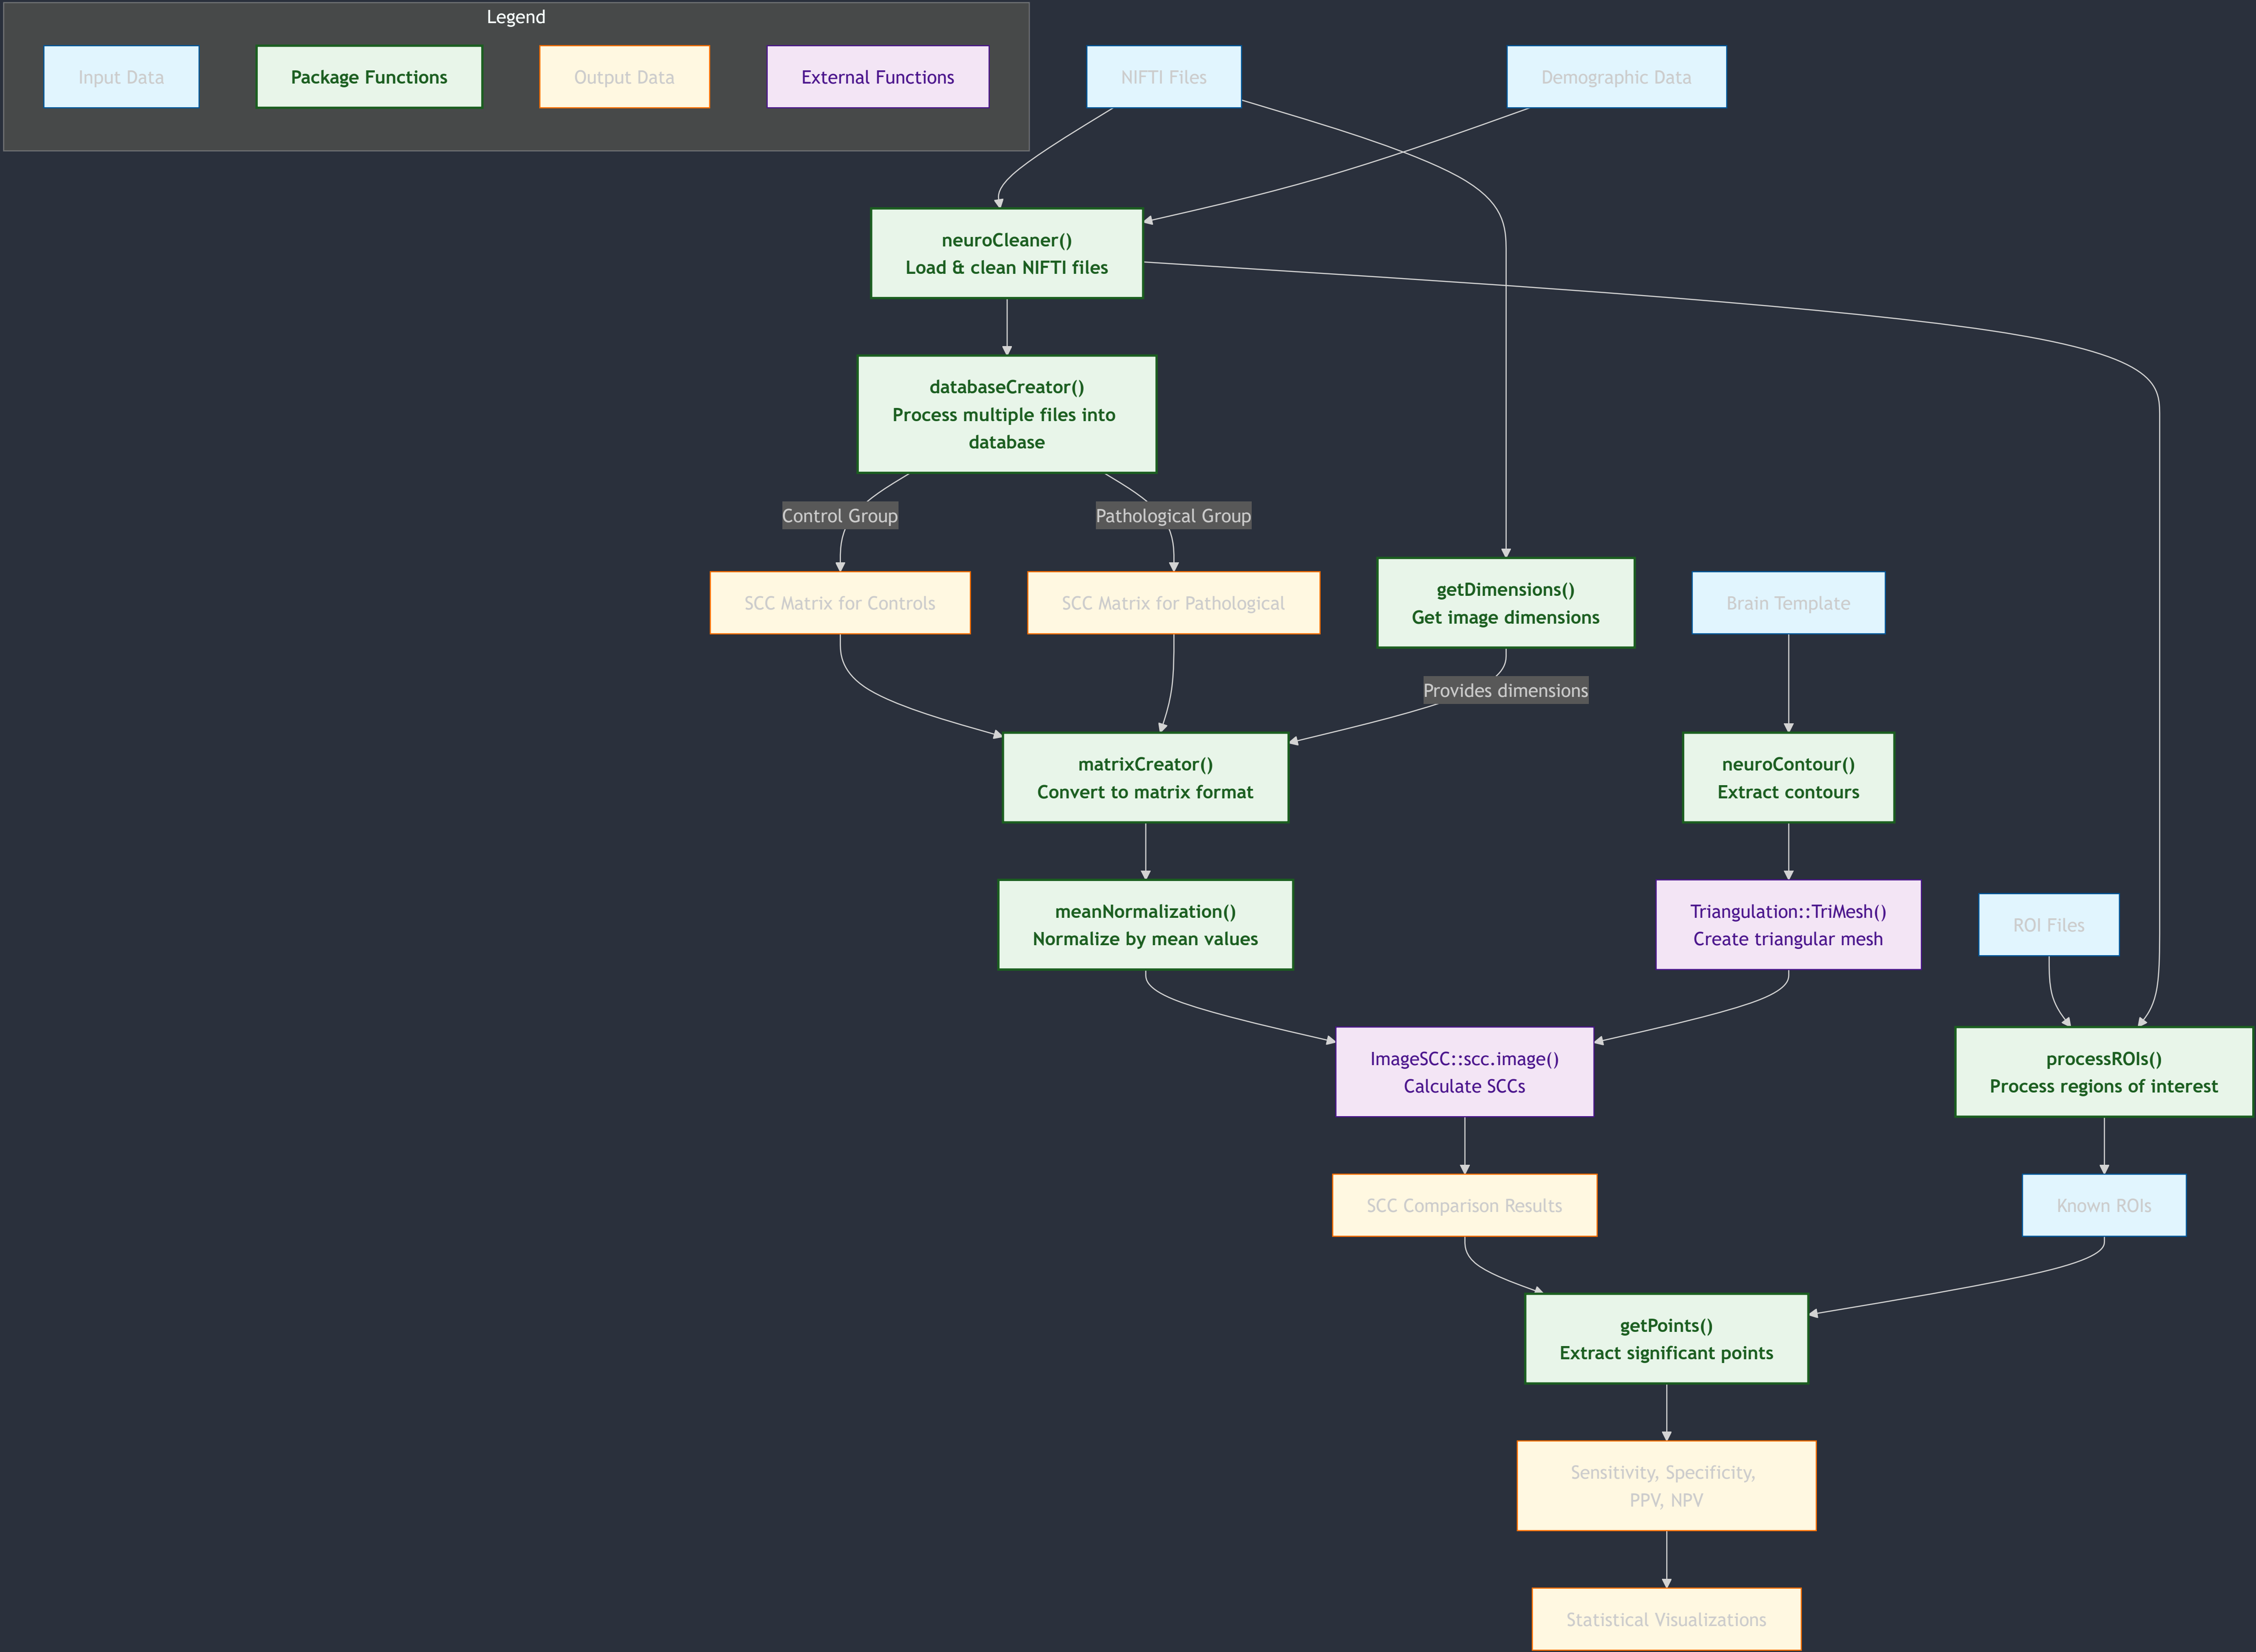 Legend
Input Data
Package Functions
Output Data
External Functions
NIFTI Files
Demographic Data
neuroCleaner()
Load & clean NIFTI files
databaseCreator()
Process multiple files into
database
Control Group
Pathological Group
SCC Matrix for Controls
SCC Matrix for Pathological
getDimensions()
Get image dimensions
Brain Template
Provides dimensions
matrixCreator()
Convert to matrix format
neuroContour()
Extract contours
meanNormalization()
Normalize by mean values
Triangulation::TriMesh()
Create triangular mesh
ROI Files
ImageSCC::scc.image()
Calculate SCCs
processROIs()
Process regions of interest
SCC Comparison Results
Known ROIs
getPoints()
Extract significant points
Sensitivity, Specificity,
PPV, NPV
Statistical Visualizations